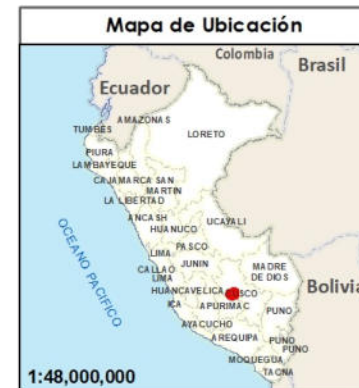 Mapa de Ubicación
Colombia
Brasil
Ecuador
AMAZONAS
TUMBES
LORETO
PIURA
LAMBAYEQUE
CAJAMARCA SAN
MARTIN
LA LIBERTAD
ANCASH
UCAYALI
HUANUCO
PASCO
LIMA
JUNIN
MADRE
DE DIOS
CALLAO
LIMA
HUANCAVELICA
CUSCO
Bolivia
ICA
APURIMAC
PUNO
AYACUCHO
AREQUIPA
PUNO
PUNO
MOQUEGUA
TACNA
OCEANO PACIFICO
1:48,000,000